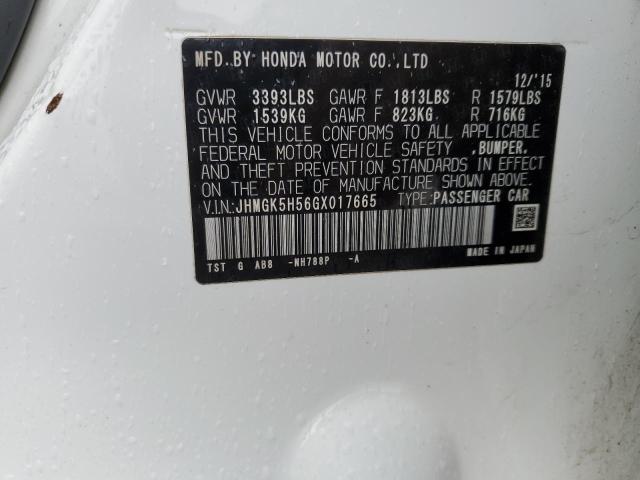 MFD.BY HONDA MOTOR CO.,LTD
12/'15
GVWR 3393LBS GAWR F 1813LBS R 1579LBS
GVWR 1539KG GAWR F 823KG R 716KG
THIS VEHICLE CONFORMS TO ALL APPLICABLE
FEDERAL MOTOR VEHICLE SAFETY ,BUMPER,
AND THEFT PREVENTION STANDARDS IN EFFECT
ON THE DATE OF MANUFACTURE SHOWN ABOVE.
V.I.N:JHMGK5H56GX017665 TYPE:PASSENGER CAR
MADE IN JAPAN
TST G AB8 -NH788P -A